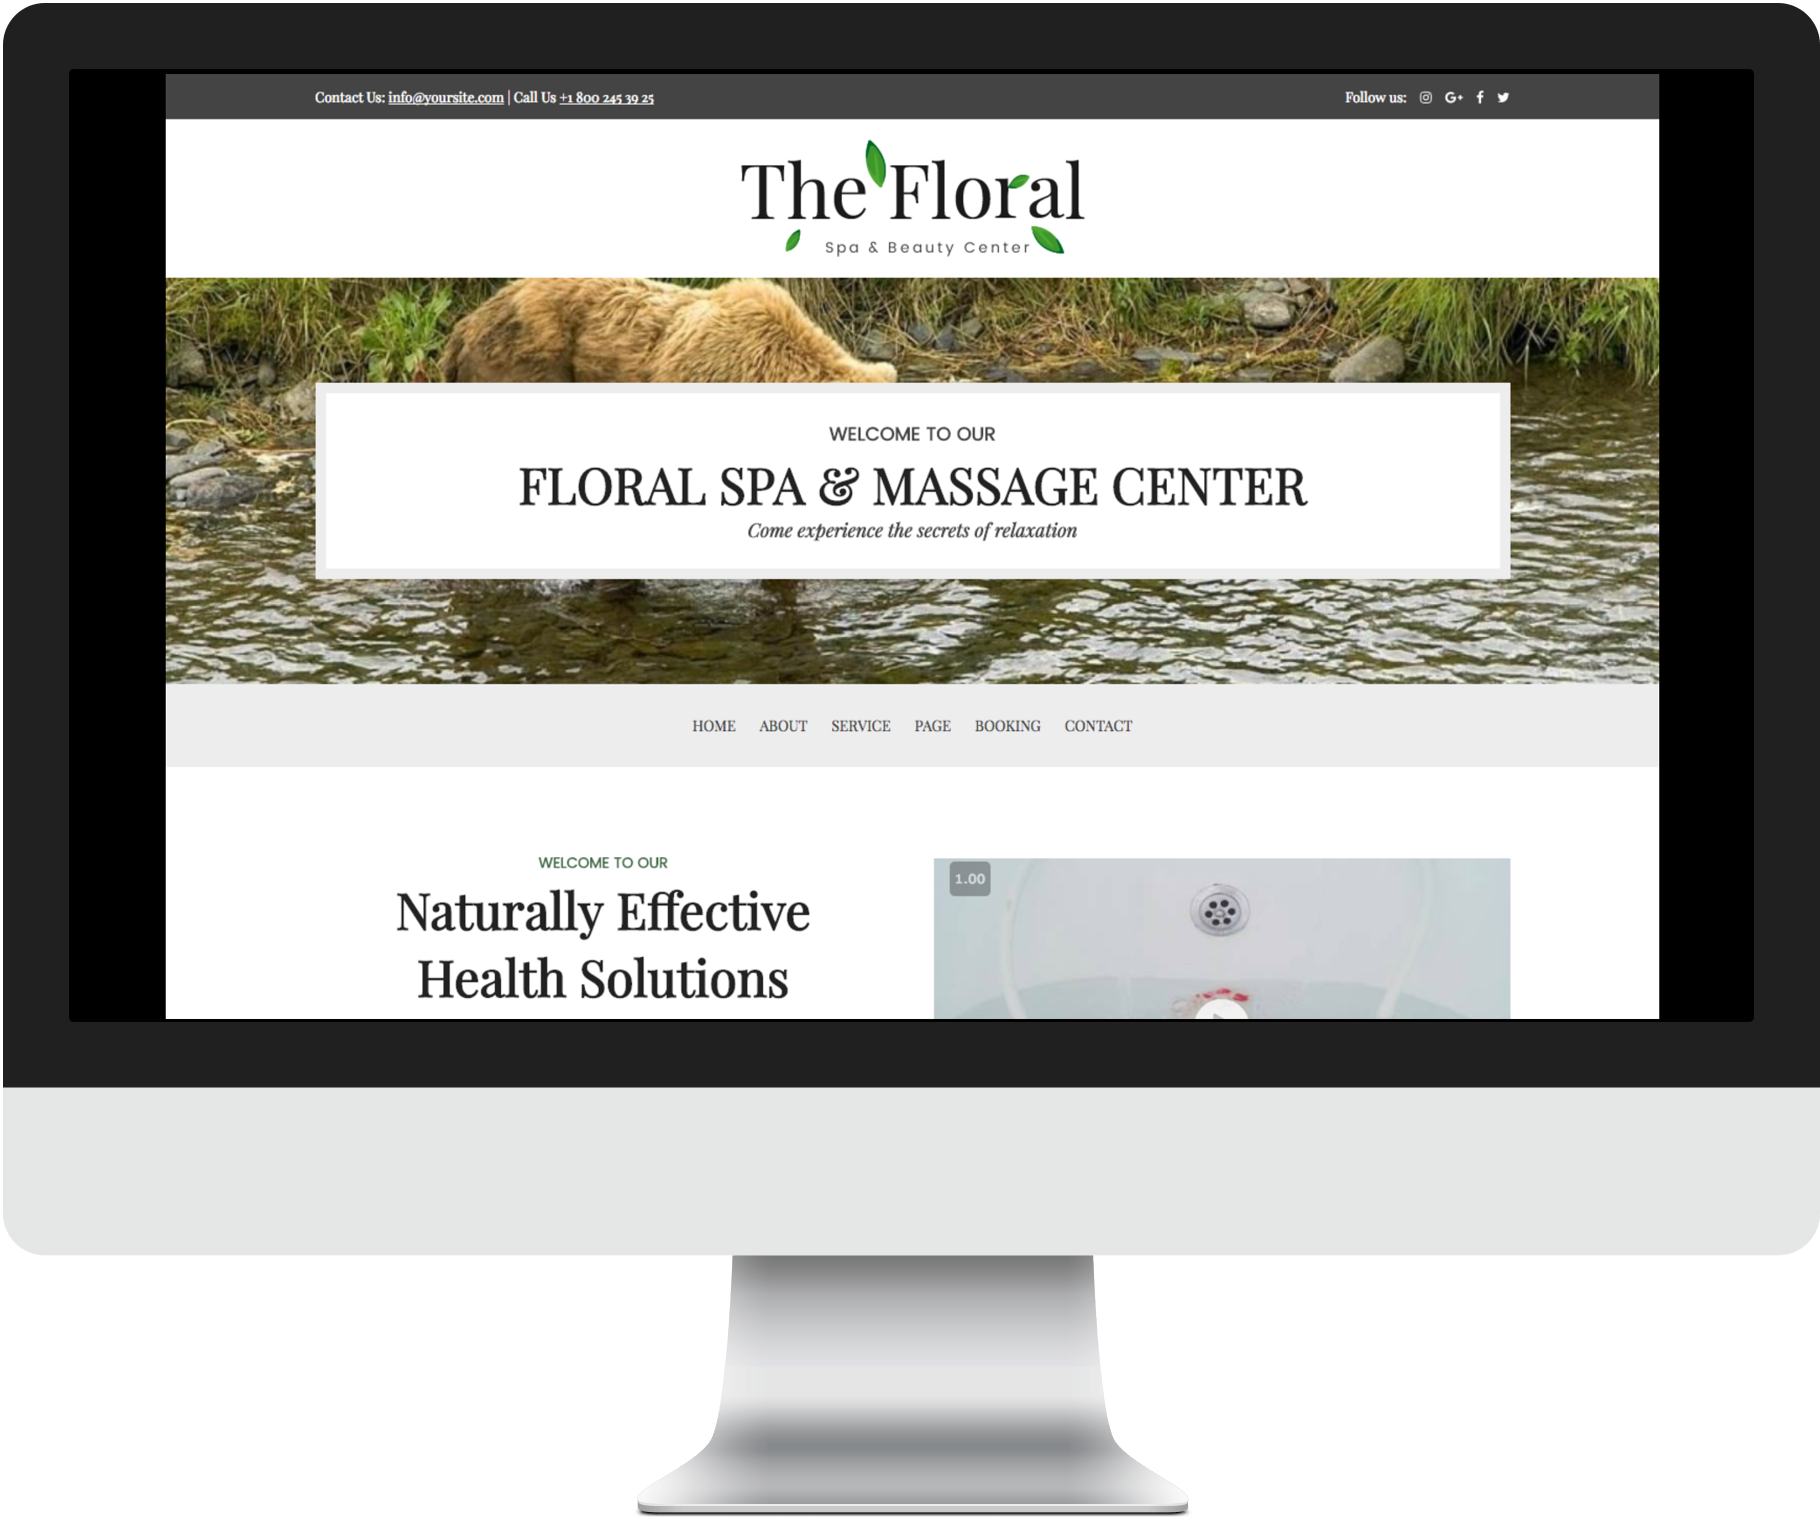 Contact Us: info@yoursite.com | Call Us +1 800 245 39 25
Follow us:
The Floral
Spa & Beauty Center
WELCOME TO OUR
FLORAL SPA & MASSAGE CENTER
Come experience the secrets of relaxation
HOME ABOUT SERVICE PAGE BOOKING CONTACT
WELCOME TO OUR
Naturally Effective
Health Solutions
1.00